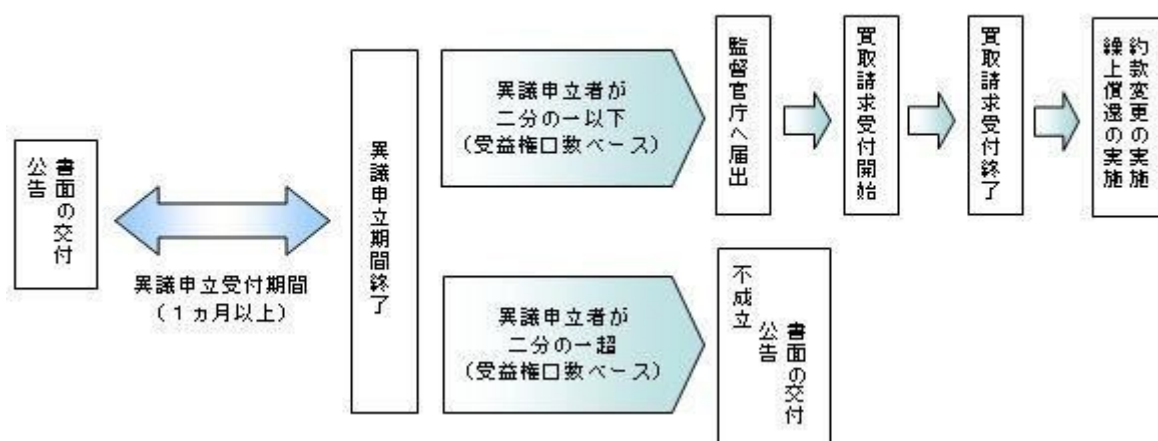 書面の交付
公告
異議申立受付期間
(1ヵ月以上)
異議申立期間終了
異議申立者が
二分の一以下
(受益権口数ベース)
監督官庁へ届出
買取請求受付開始
買取請求受付終了
約款変更の実施
繰上償還の実施
異議申立者が
二分の一超
(受益権口数ベース)
不成立
書面の交付
公告